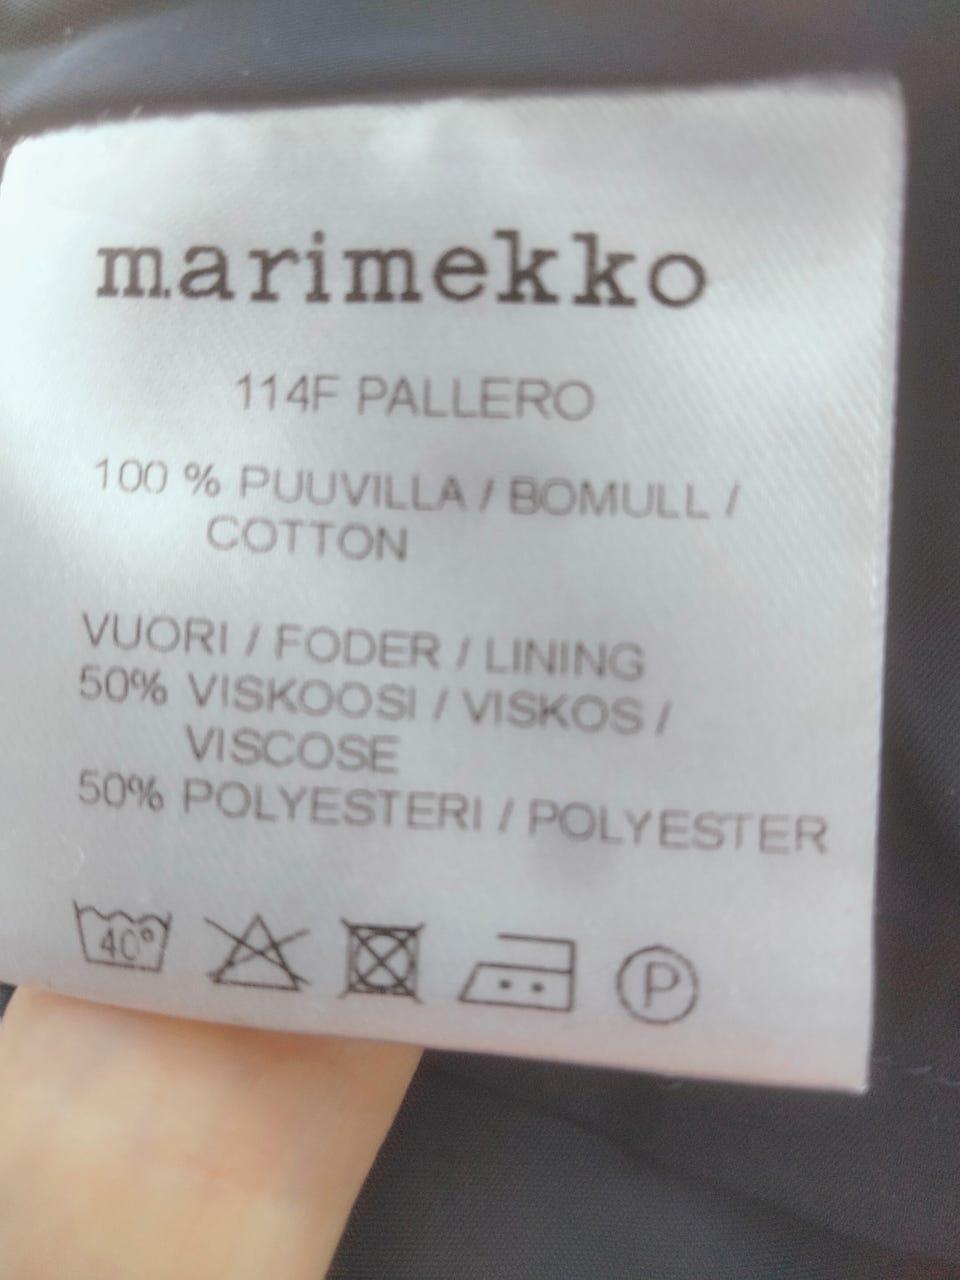 marimekko
114F PALLERO
100 % PUUVILLA / BOMULL /
COTTON
VUORI / FODER / LINING
50% VISKOOSI / VISKOS /
VISCOSE
50% POLYESTERI / POLYESTER
40°
P